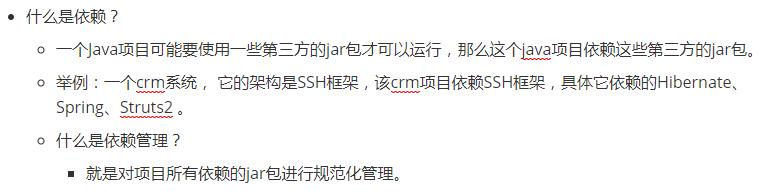 什么是依赖？
一个Java项目可能要使用一些第三方的jar包才可以运行，那么这个java项目依赖这些第三方的jar包。
举例：一个crm系统， 它的架构是SSH框架，该crm项目依赖SSH框架，具体它依赖的Hibernate、
Spring、Struts2 。
什么是依赖管理？
就是对项目所有依赖的jar包进行规范化管理。